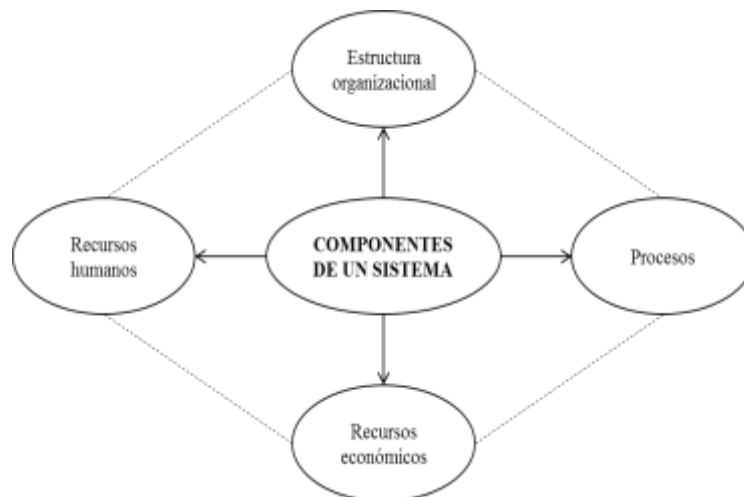 Estructura
organizacional
Recursos
humanos
COMPONENTES
DE UN SISTEMA
Procesos
Recursos
económicos